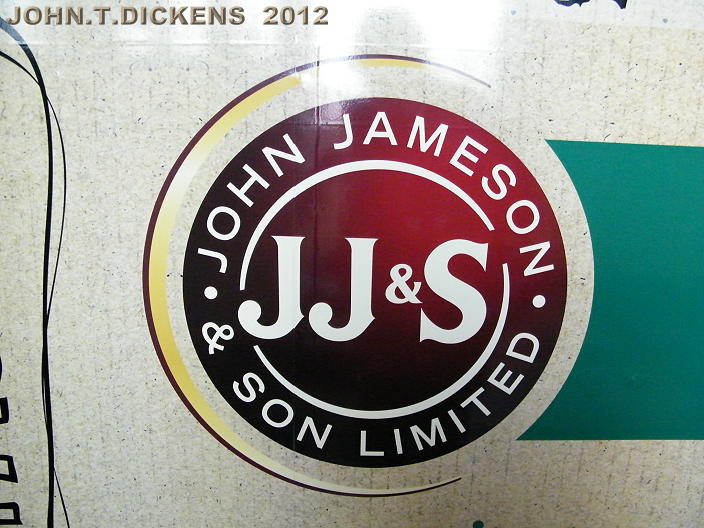 JOHN.T.DICKENS 2012
JOHN JAMESON
JJ&S
& SON LIMITED